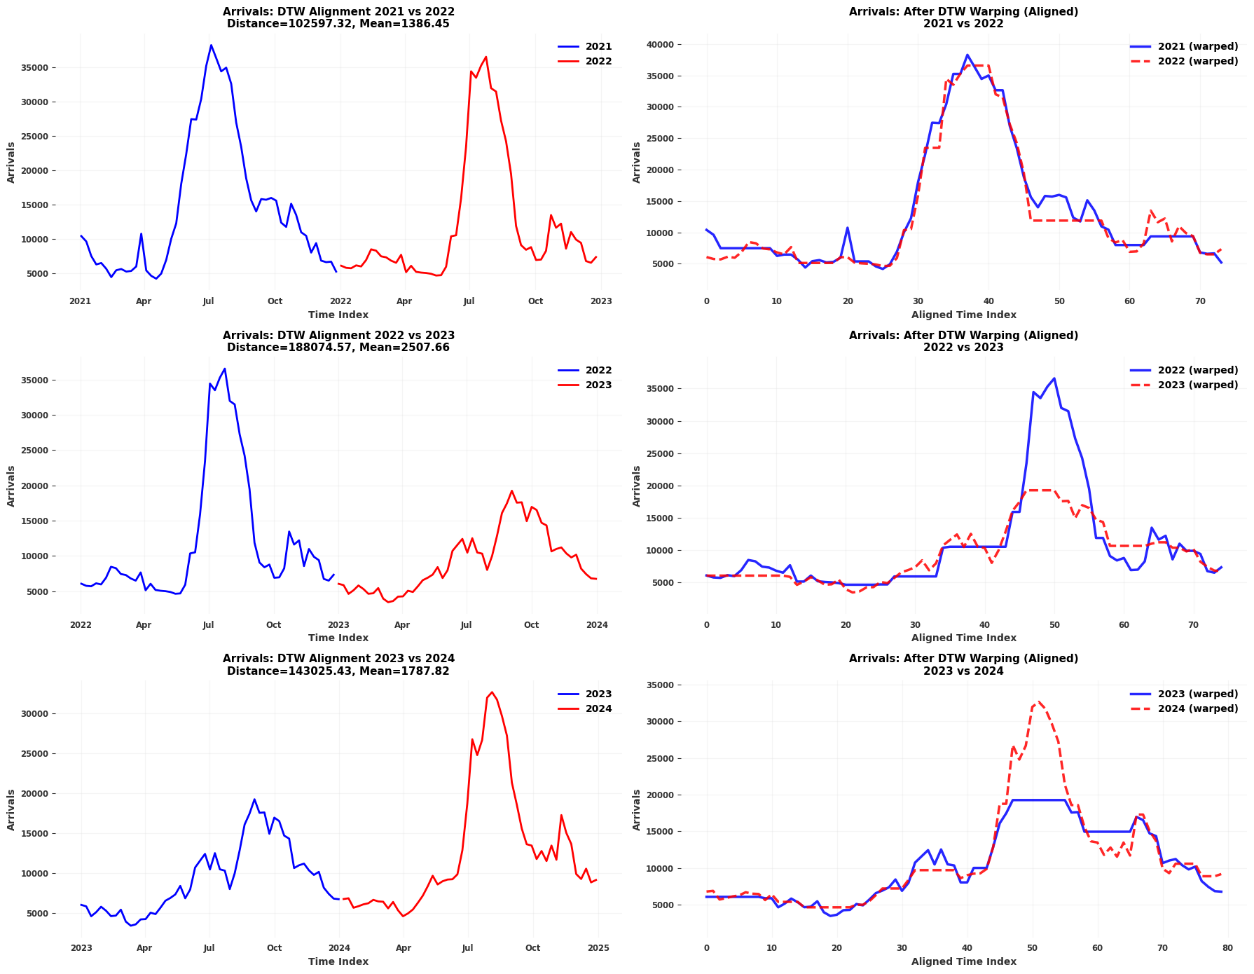 Arrivals: DTW Alignment 2021 vs 2022
Distance=102597.32, Mean=1386.45
2021
2022
Arrivals
35000
30000
25000
20000
15000
10000
5000
2021 Apr Jul Oct 2022 Apr Jul Oct 2023
Time Index
Arrivals: After DTW Warping (Aligned)
2021 vs 2022
2021 (warped)
2022 (warped)
Arrivals
40000
35000
30000
25000
20000
15000
10000
5000
0 10 20 30 40 50 60 70
Aligned Time Index
Arrivals: DTW Alignment 2022 vs 2023
Distance=188074.57, Mean=2507.66
2022
2023
Arrivals
35000
30000
25000
20000
15000
10000
5000
2022 Apr Jul Oct 2023 Apr Jul Oct 2024
Time Index
Arrivals: After DTW Warping (Aligned)
2022 vs 2023
2022 (warped)
2023 (warped)
Arrivals
35000
30000
25000
20000
15000
10000
5000
0 10 20 30 40 50 60 70
Aligned Time Index
Arrivals: DTW Alignment 2023 vs 2024
Distance=143025.43, Mean=1787.82
2023
2024
Arrivals
30000
25000
20000
15000
10000
5000
2023 Apr Jul Oct 2024 Apr Jul Oct 2025
Time Index
Arrivals: After DTW Warping (Aligned)
2023 vs 2024
2023 (warped)
2024 (warped)
Arrivals
35000
30000
25000
20000
15000
10000
5000
0 10 20 30 40 50 60 70 80
Aligned Time Index